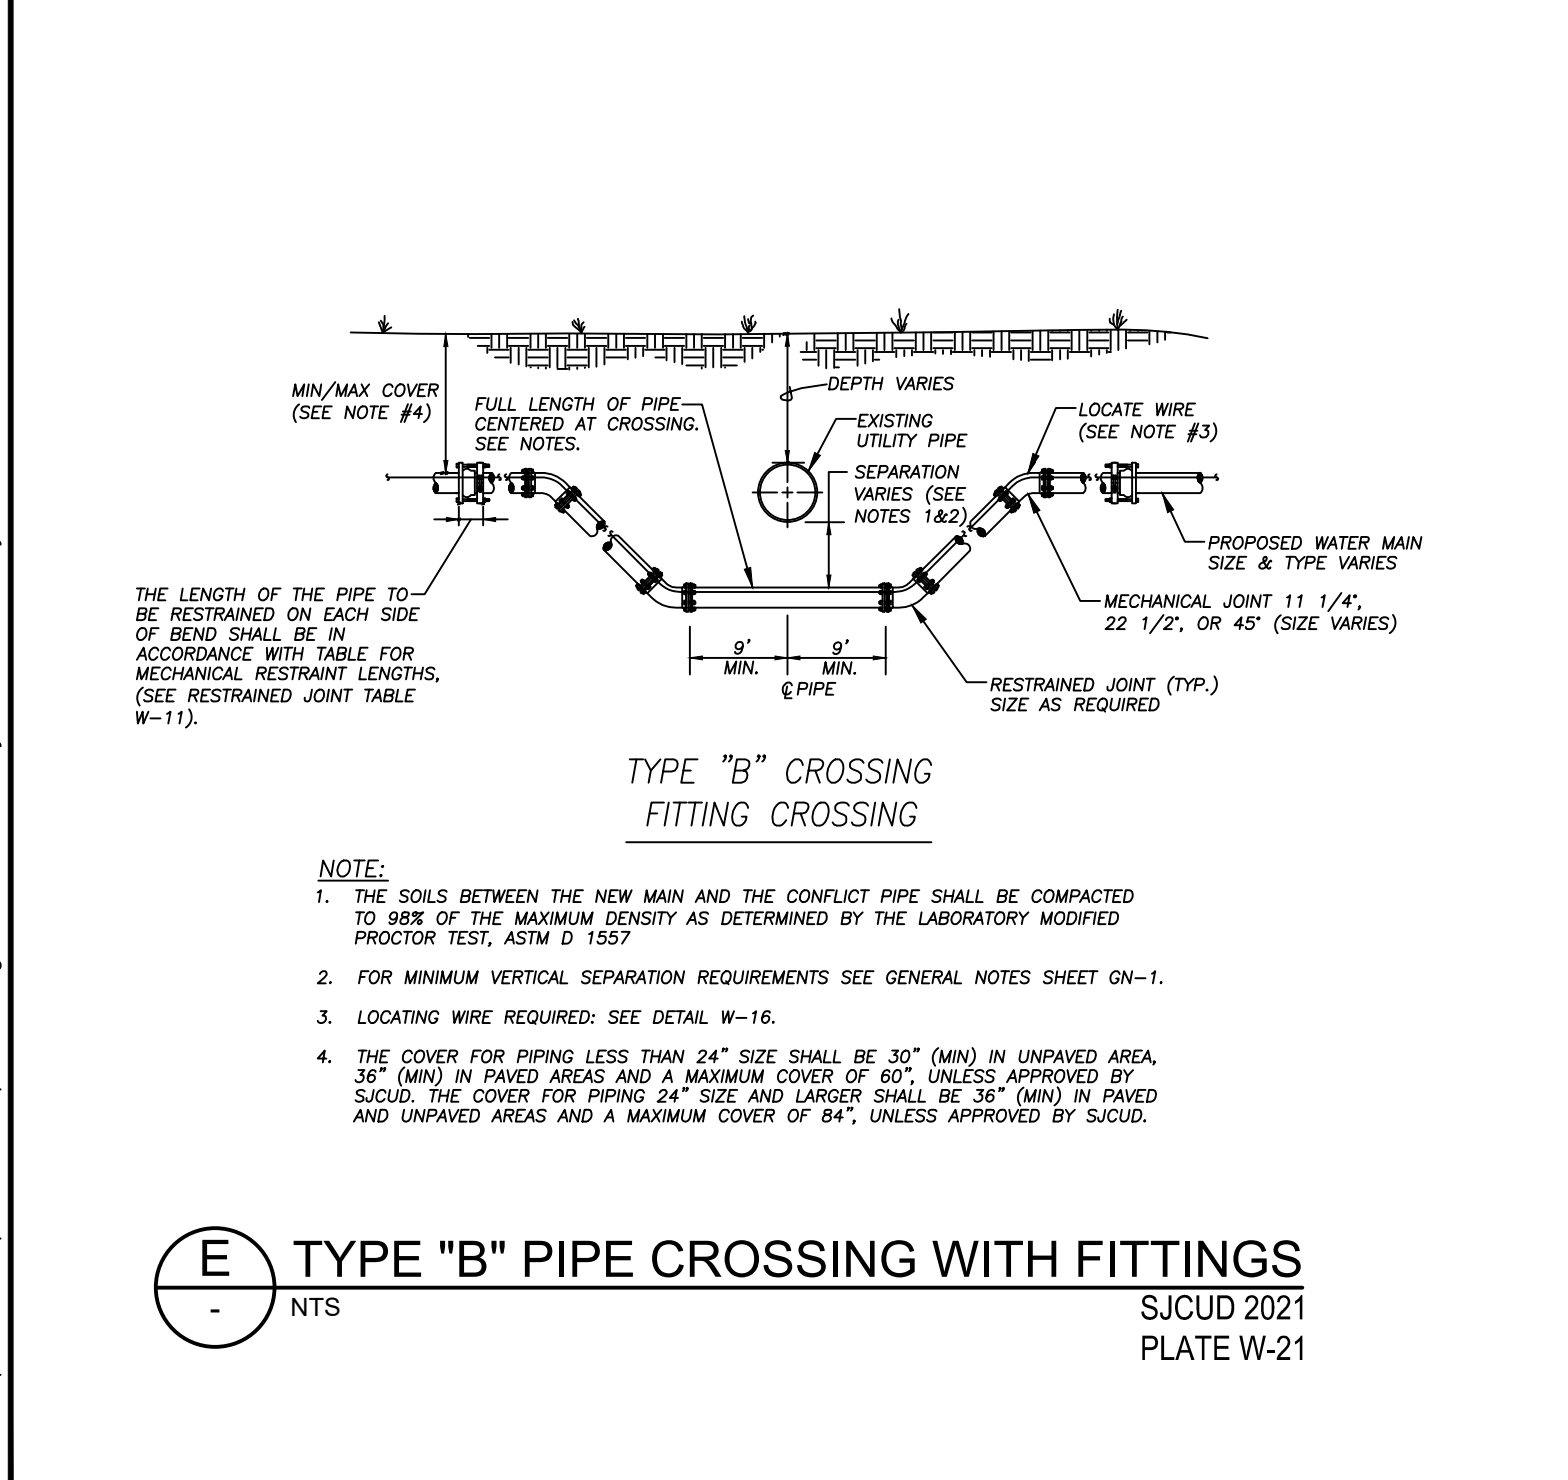 MIN/MAX COVER
(SEE NOTE #4)
FULL LENGTH OF PIPE
CENTERED AT CROSSING.
SEE NOTES.
DEPTH VARIES
EXISTING
UTILITY PIPE
SEPARATION
VARIES (SEE
NOTES 1&2)
LOCATE WIRE
(SEE NOTE #3)
PROPOSED WATER MAIN
SIZE & TYPE VARIES
MECHANICAL JOINT 11 1/4°,
22 1/2°, OR 45° (SIZE VARIES)
RESTRAINED JOINT (TYP.)
SIZE AS REQUIRED
THE LENGTH OF THE PIPE TO
BE RESTRAINED ON EACH SIDE
OF BEND SHALL BE IN
ACCORDANCE WITH TABLE FOR
MECHANICAL RESTRAINT LENGTHS,
(SEE RESTRAINED JOINT TABLE
W-11).
9'
MIN.
9'
MIN.
℄ PIPE
TYPE "B" CROSSING
FITTING CROSSING
NOTE:
1. THE SOILS BETWEEN THE NEW MAIN AND THE CONFLICT PIPE SHALL BE COMPACTED
TO 98% OF THE MAXIMUM DENSITY AS DETERMINED BY THE LABORATORY MODIFIED
PROCTOR TEST, ASTM D 1557
2. FOR MINIMUM VERTICAL SEPARATION REQUIREMENTS SEE GENERAL NOTES SHEET GN-1.
3. LOCATING WIRE REQUIRED: SEE DETAIL W-16.
4. THE COVER FOR PIPING LESS THAN 24" SIZE SHALL BE 30" (MIN) IN UNPAVED AREA,
36" (MIN) IN PAVED AREAS AND A MAXIMUM COVER OF 60", UNLESS APPROVED BY
SJCUD. THE COVER FOR PIPING 24" SIZE AND LARGER SHALL BE 36" (MIN) IN PAVED
AND UNPAVED AREAS AND A MAXIMUM COVER OF 84", UNLESS APPROVED BY SJCUD.
E
-
TYPE "B" PIPE CROSSING WITH FITTINGS
NTS
SJCUD 2021
PLATE W-21